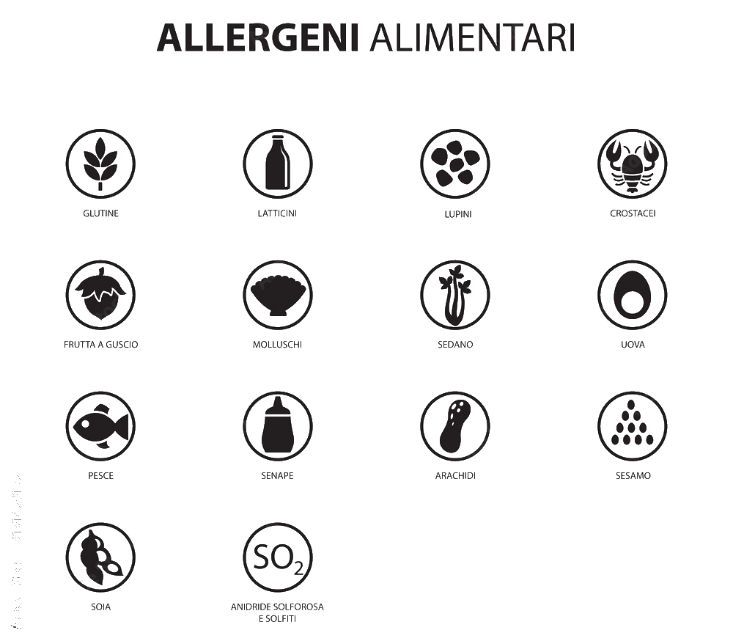 ALLERGENI ALIMENTARI
GLUTINE
LATTICINI
LUPINI
CROSTACEI
FRUTTA A GUSCIO
MOLLUSCHI
SEDANO
UOVA
PESCE
SENAPE
ARACHIDI
SESAMO
SO2
SOIA
ANIDRIDE SOLFOROSA
E SOLFITI